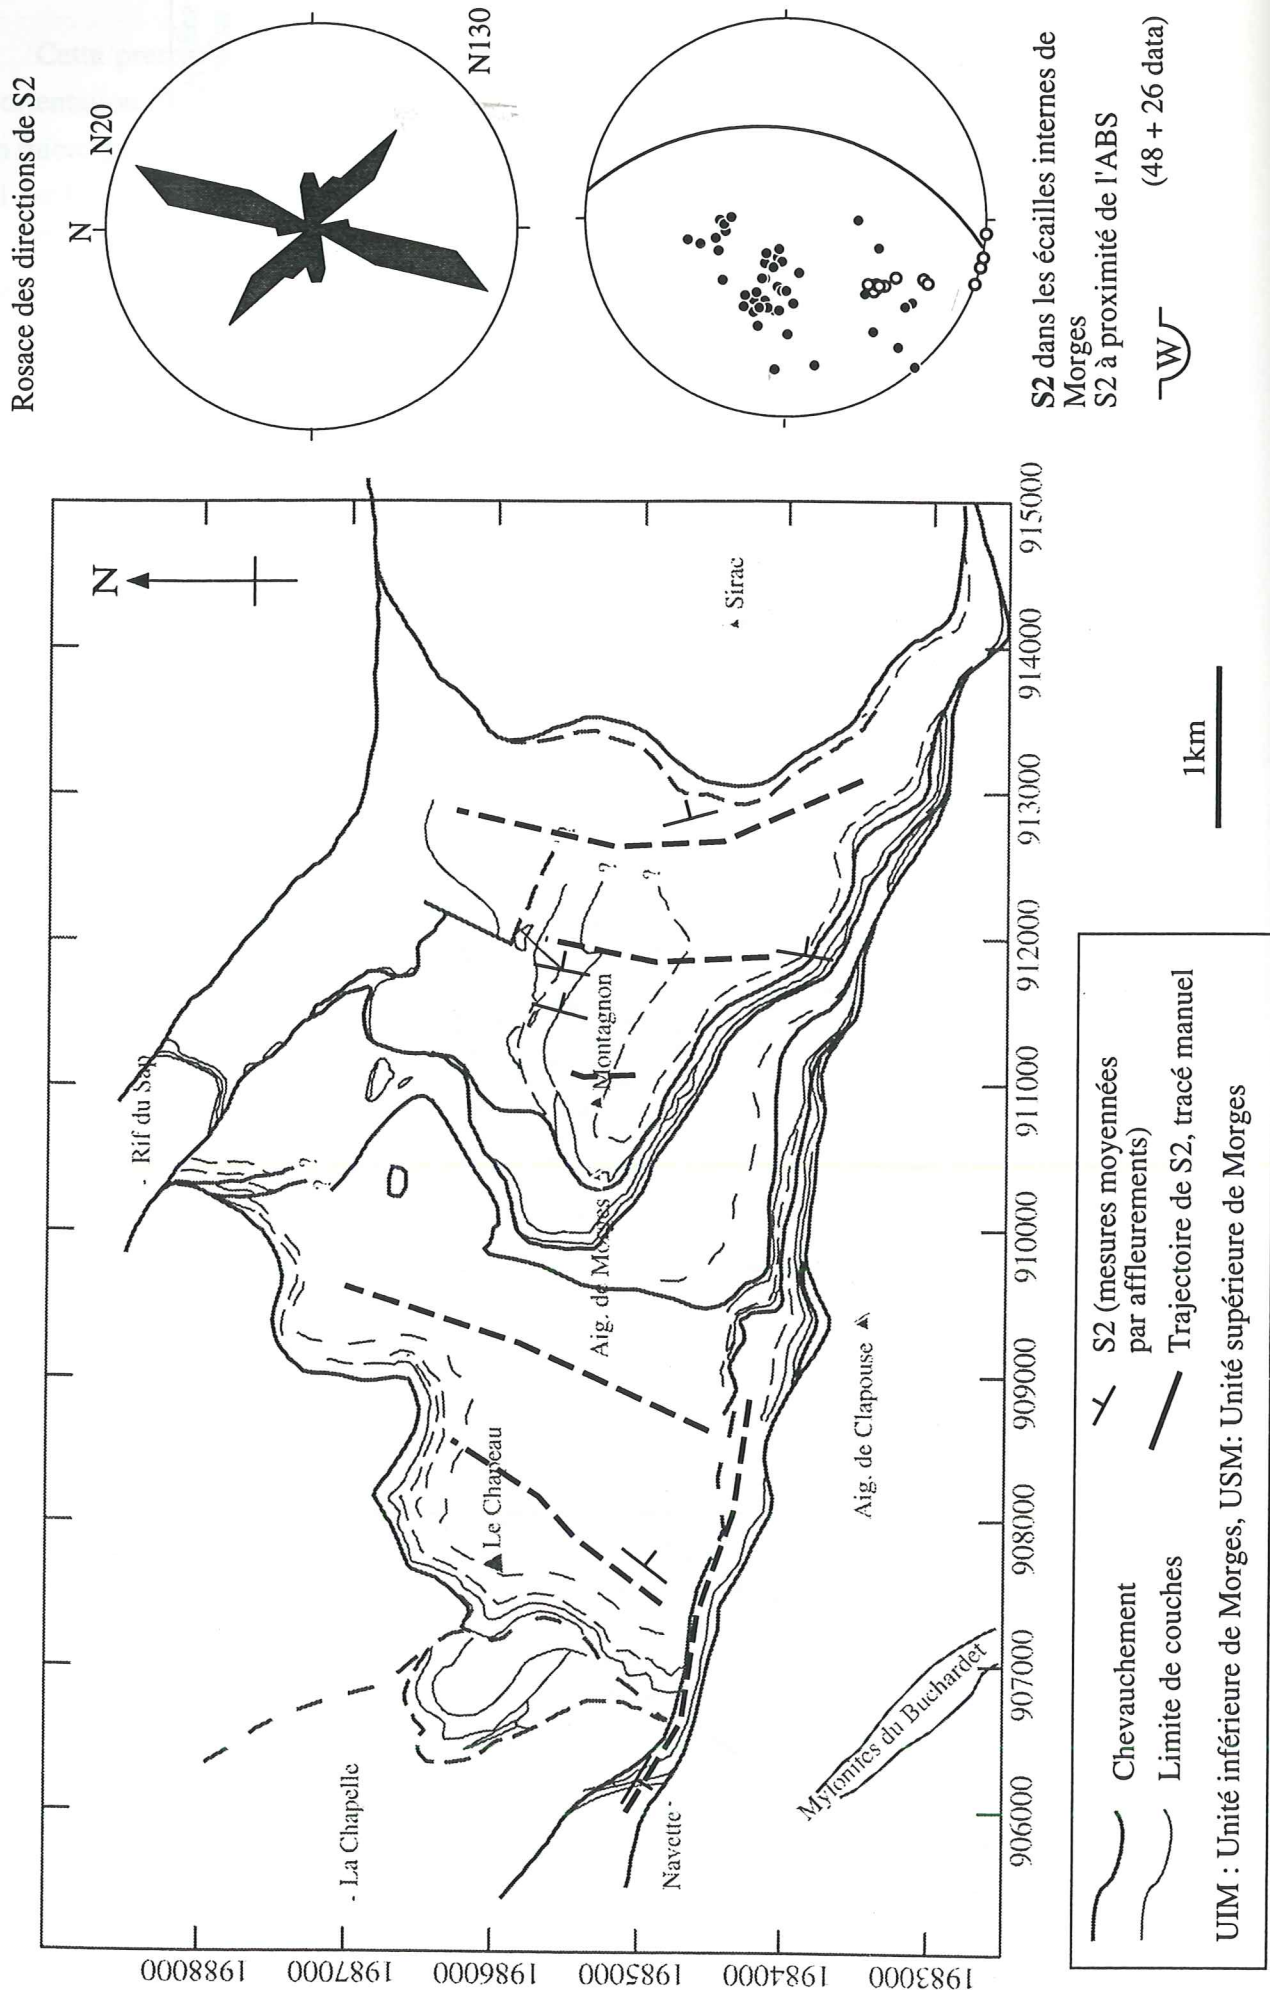 Rosace des directions de S2
N
N20
N130
S2 dans les écailles internes de
Morges
S2 à proximité de l'ABS
(48 + 26 data)
W
N
- Rif du Sap
- La Chapelle
Le Chapeau
Aig. de Morges
Montagnon
Sirac
Navette -
Aig. de Clapouse
Mylonites du Buchardet
?
?
?
?
?
1988000
1987000
1986000
1985000
1984000
1983000
906000
907000
908000
909000
910000
911000
912000
913000
914000
915000
1km
Chevauchement
Limite de couches
S2 (mesures moyennées
par affleurements)
Trajectoire de S2, tracé manuel
UIM : Unité inférieure de Morges, USM: Unité supérieure de Morges